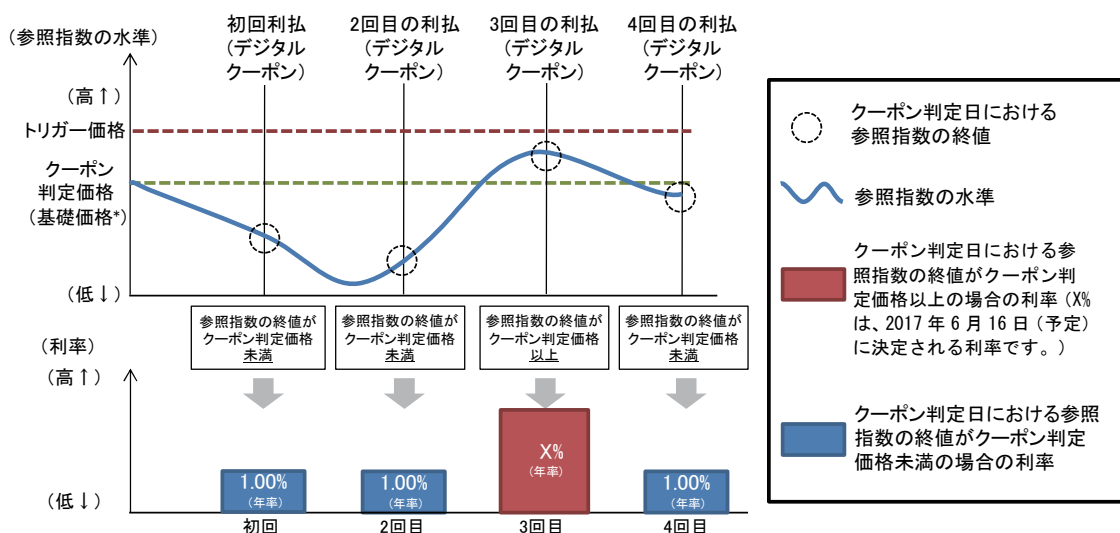 初回利払
(デジタル
クーポン)
2回目の利払
(デジタル
クーポン)
3回目の利払
(デジタル
クーポン)
4回目の利払
(デジタル
クーポン)
(参照指数の水準)
(高↑)
トリガー価格
クーポン
判定価格
(基礎価格*)
(低↓)
参照指数の終値が
クーポン判定価格
未満
参照指数の終値が
クーポン判定価格
未満
参照指数の終値が
クーポン判定価格
以上
参照指数の終値が
クーポン判定価格
未満
(利率)
(高↑)
(低↓)
1.00%
(年率)
1.00%
(年率)
X%
(年率)
1.00%
(年率)
初回
2回目
3回目
4回目
クーポン判定日における
参照指数の終値
参照指数の水準
クーポン判定日における参
照指数の終値がクーポン判
定価格以上の場合の利率(X%
は、2017年6月16日(予定)
に決定される利率です。)
クーポン判定日における参照
指数の終値がクーポン判定
価格未満の場合の利率